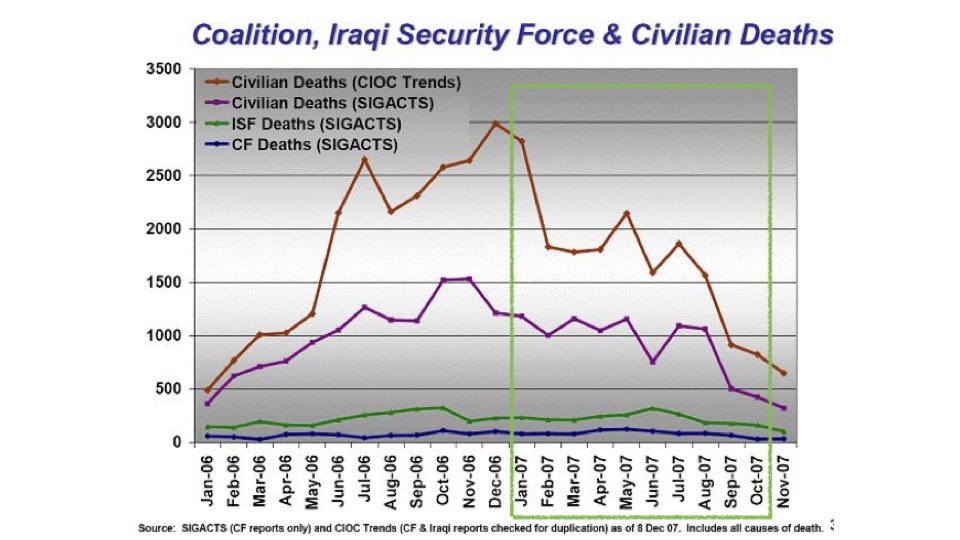 Coalition, Iraqi Security Force & Civilian Deaths
3500
3000
2500
2000
1500
1000
500
0
Civilian Deaths (CIOC Trends)
Civilian Deaths (SIGACTS)
ISF Deaths (SIGACTS)
CF Deaths (SIGACTS)
Jan-06
Feb-06
Mar-06
Apr-06
May-06
Jun-06
Jul-06
Aug-06
Sep-06
Oct-06
Nov-06
Dec-06
Jan-07
Feb-07
Mar-07
Apr-07
May-07
Jun-07
Jul-07
Aug-07
Sep-07
Oct-07
Nov-07
Source: SIGACTS (CF reports only) and CIOC Trends (CF & Iraqi reports checked for duplication) as of 8 Dec 07. Includes all causes of death.